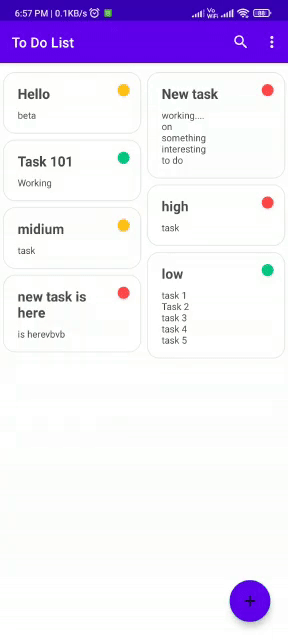 6:57 PM | 0.1KB/s
Vo
WiFi
To Do List
Hello
beta
Task 101
Working
midium
task
new task is
here
is herevbvb
New task
working....
on
something
interesting
to do
high
task
low
task 1
Task 2
task 3
task 4
task 5
+